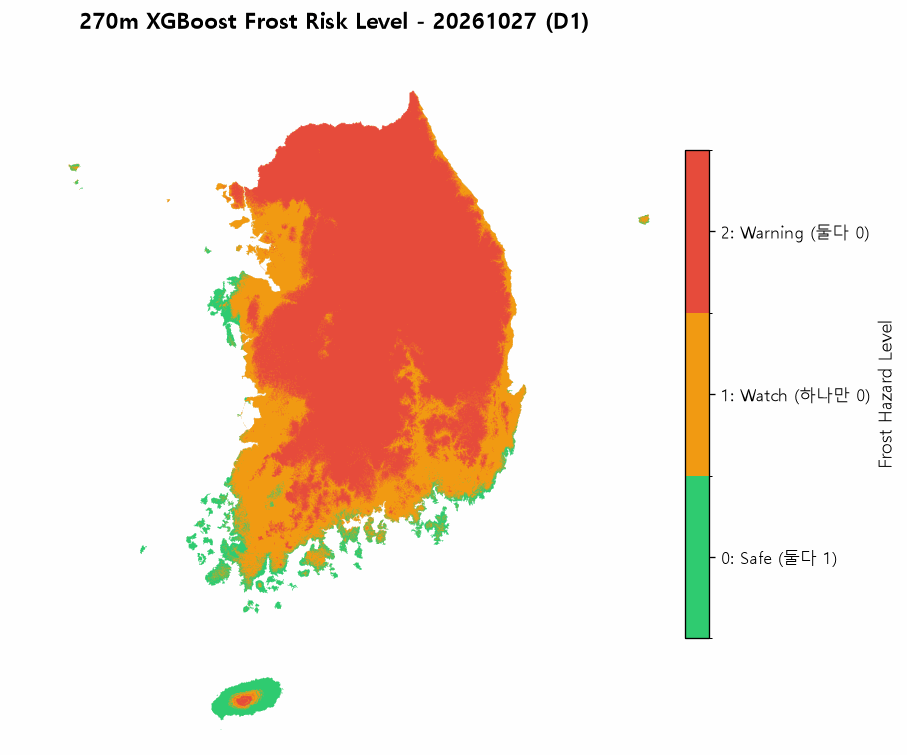 270m XGBoost Frost Risk Level - 20261027 (D1)
2: Warning (둘다 0)
1: Watch (하나만 0)
0: Safe (둘다 1)
Frost Hazard Level